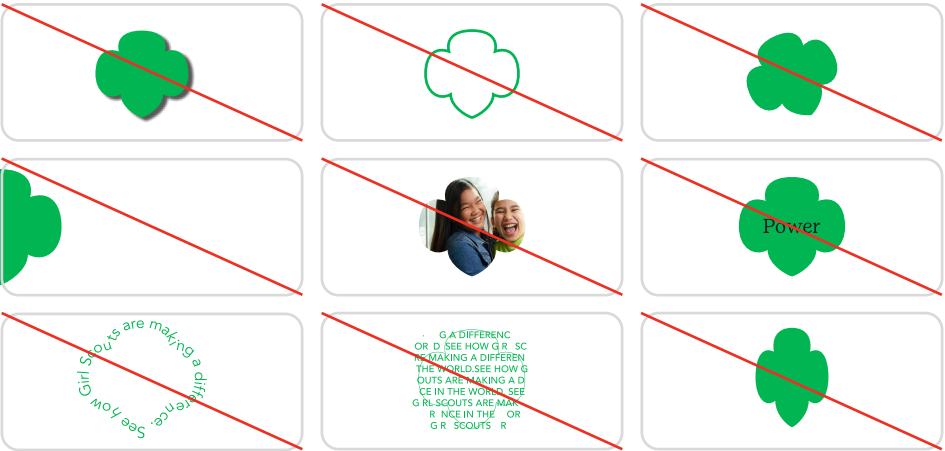 Power
See how Girl Scouts are making a difference.
G A DIFFERENC
OR D SEE HOW G R SC
RE MAKING A DIFFEREN
THE WORLD.SEE HOW G
OUTS ARE MAKING A D
CE IN THE WORLD. SEE
G RL SCOUTS ARE MAK
R NCE IN THE OR
G R SCOUTS R